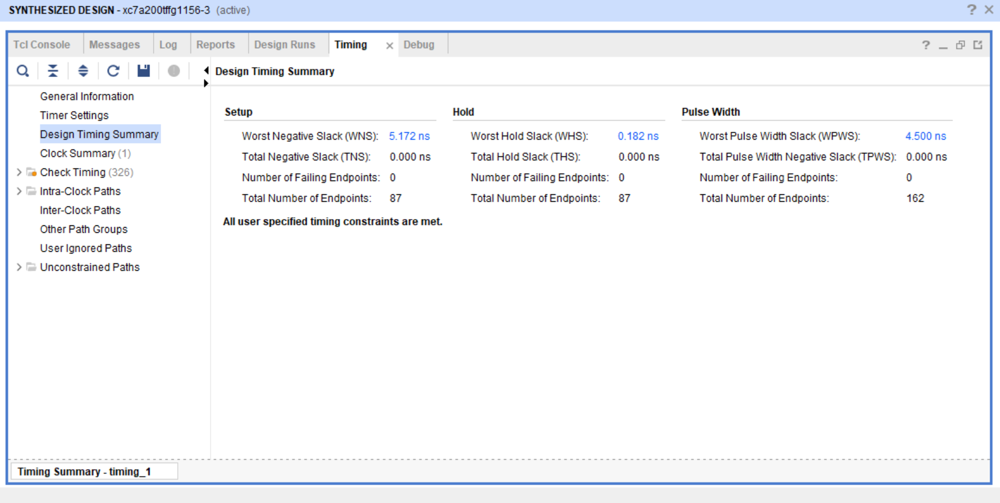 SYNTHESIZED DESIGN - xc7a200tffg1156-3 (active)
Tcl Console Messages Log Reports Design Runs Timing Debug
Design Timing Summary
General Information
Timer Settings
Design Timing Summary
Clock Summary (1)
Check Timing (326)
Intra-Clock Paths
Inter-Clock Paths
Other Path Groups
User Ignored Paths
Unconstrained Paths
Setup
Worst Negative Slack (WNS): 5.172 ns
Total Negative Slack (TNS): 0.000 ns
Number of Failing Endpoints: 0
Total Number of Endpoints: 87
Hold
Worst Hold Slack (WHS): 0.182 ns
Total Hold Slack (THS): 0.000 ns
Number of Failing Endpoints: 0
Total Number of Endpoints: 87
Pulse Width
Worst Pulse Width Slack (WPWS): 4.500 ns
Total Pulse Width Negative Slack (TPWS): 0.000 ns
Number of Failing Endpoints: 0
Total Number of Endpoints: 162
All user specified timing constraints are met.
Timing Summary - timing_1